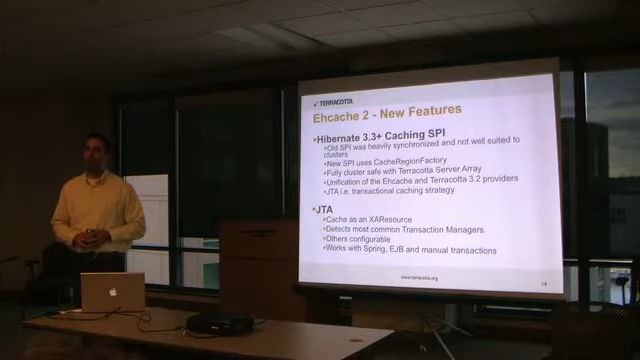 TERRACOTTA
Ehcache 2 - New Features
•Hibernate 3.3+ Caching SPI
•Old SPI was heavily synchronized and not well suited to
clusters
•New SPI uses CacheRegionFactory
•Fully cluster safe with Terracotta Server Array
•Unification of the Ehcache and Terracotta 3.2 providers
•JTA i.e. transactional caching strategy
•JTA
•Cache as an XAResource
•Detects most common Transaction Managers
•Others configurable
•Works with Spring, EJB and manual transactions
www.terracotta.org
14